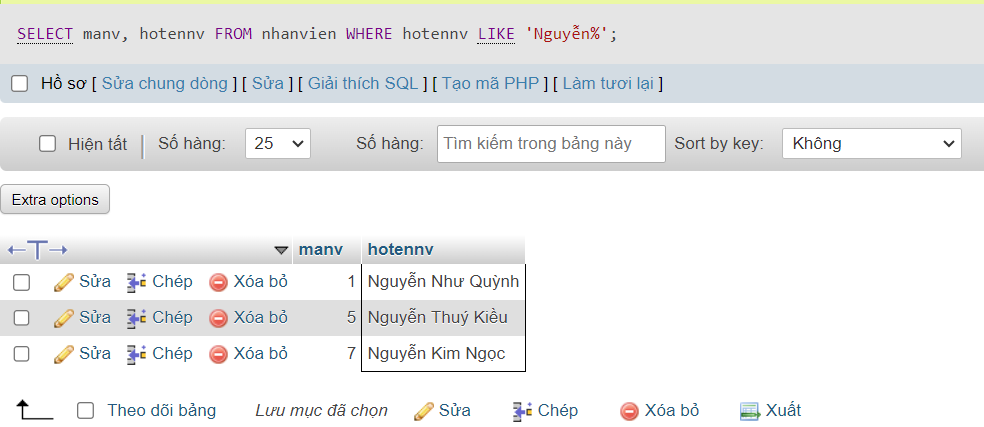 SELECT manv, hotennv FROM nhanvien WHERE hotennv LIKE 'Nguyễn%';
Hồ sơ [ Sửa chung dòng ] [ Sửa ] [ Giải thích SQL ] [ Tạo mã PHP ] [ Làm tươi lại ]
Hiện tất | Số hàng: 25 Số hàng: Tìm kiếm trong bảng này Sort by key: Không
Extra options
←T→ manv hotennv
Sửa Chép Xóa bỏ 1 Nguyễn Như Quỳnh
Sửa Chép Xóa bỏ 5 Nguyễn Thuý Kiều
Sửa Chép Xóa bỏ 7 Nguyễn Kim Ngọc
Theo dõi bảng Lưu mục đã chọn Sửa Chép Xóa bỏ Xuất